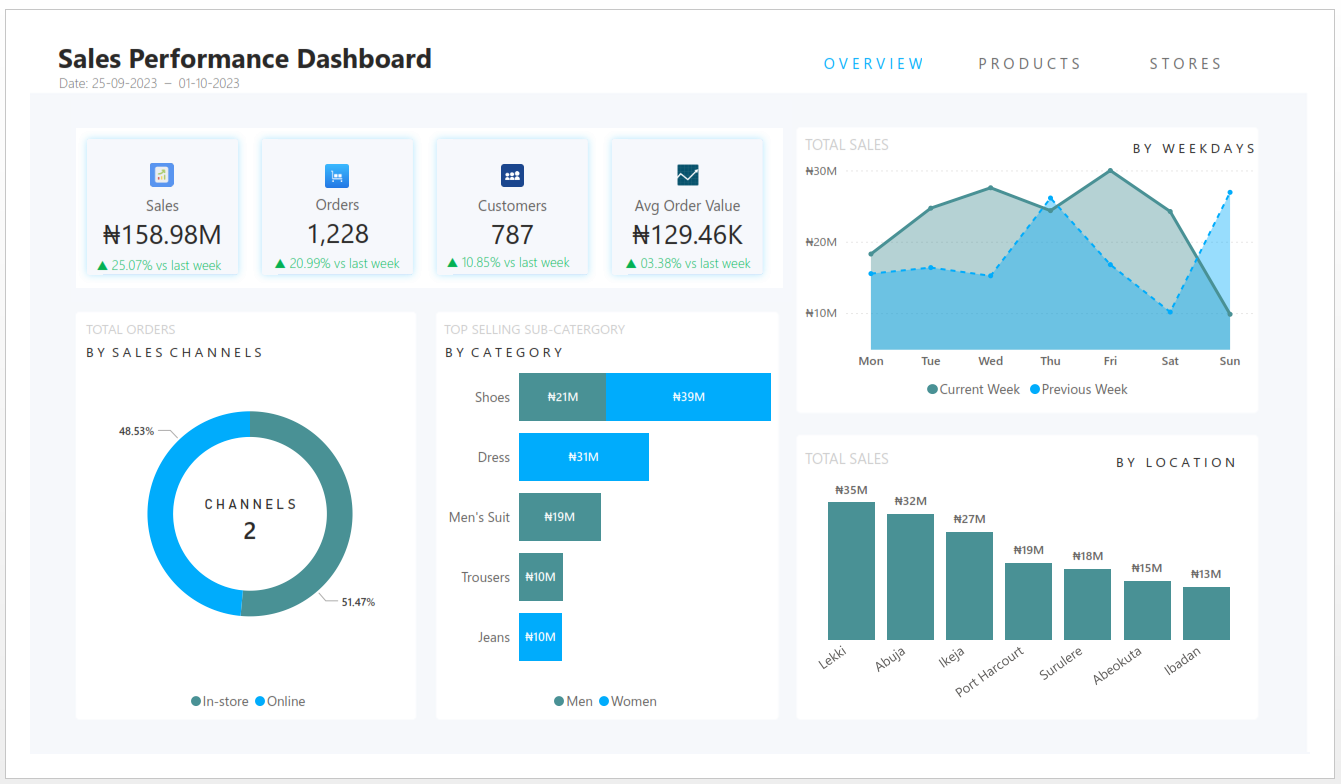 Sales Performance Dashboard
Date: 25-09-2023 – 01-10-2023
OVERVIEW
PRODUCTS
STORES
Sales
₦158.98M
▲ 25.07% vs last week
Orders
1,228
▲ 20.99% vs last week
Customers
787
▲ 10.85% vs last week
Avg Order Value
₦129.46K
▲ 03.38% vs last week
TOTAL SALES
BY WEEKDAYS
₦30M
₦20M
₦10M
Mon Tue Wed Thu Fri Sat Sun
Current Week Previous Week
TOTAL ORDERS
BY SALES CHANNELS
48.53%
CHANNELS
2
51.47%
In-store Online
TOP SELLING SUB-CATERGORY
BY CATEGORY
Shoes ₦21M ₦39M
Dress ₦31M
Men's Suit ₦19M
Trousers ₦10M
Jeans ₦10M
Men Women
TOTAL SALES
BY LOCATION
₦35M ₦32M ₦27M ₦19M ₦18M ₦15M ₦13M
Lekki Abuja Ikeja Port Harcourt Surulere Abeokuta Ibadan